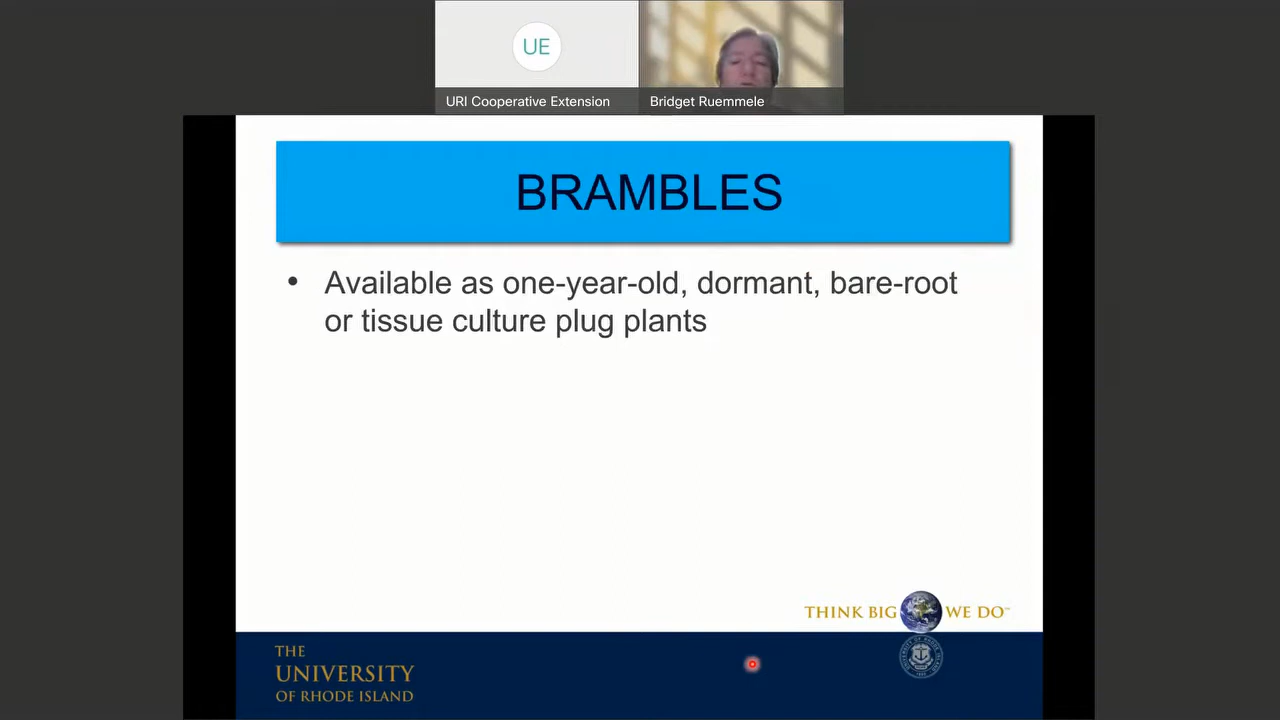 UE
URI Cooperative Extension
Bridget Ruemmele
BRAMBLES
• Available as one-year-old, dormant, bare-root
or tissue culture plug plants
THINK BIG WE DO™
THE
UNIVERSITY
OF RHODE ISLAND